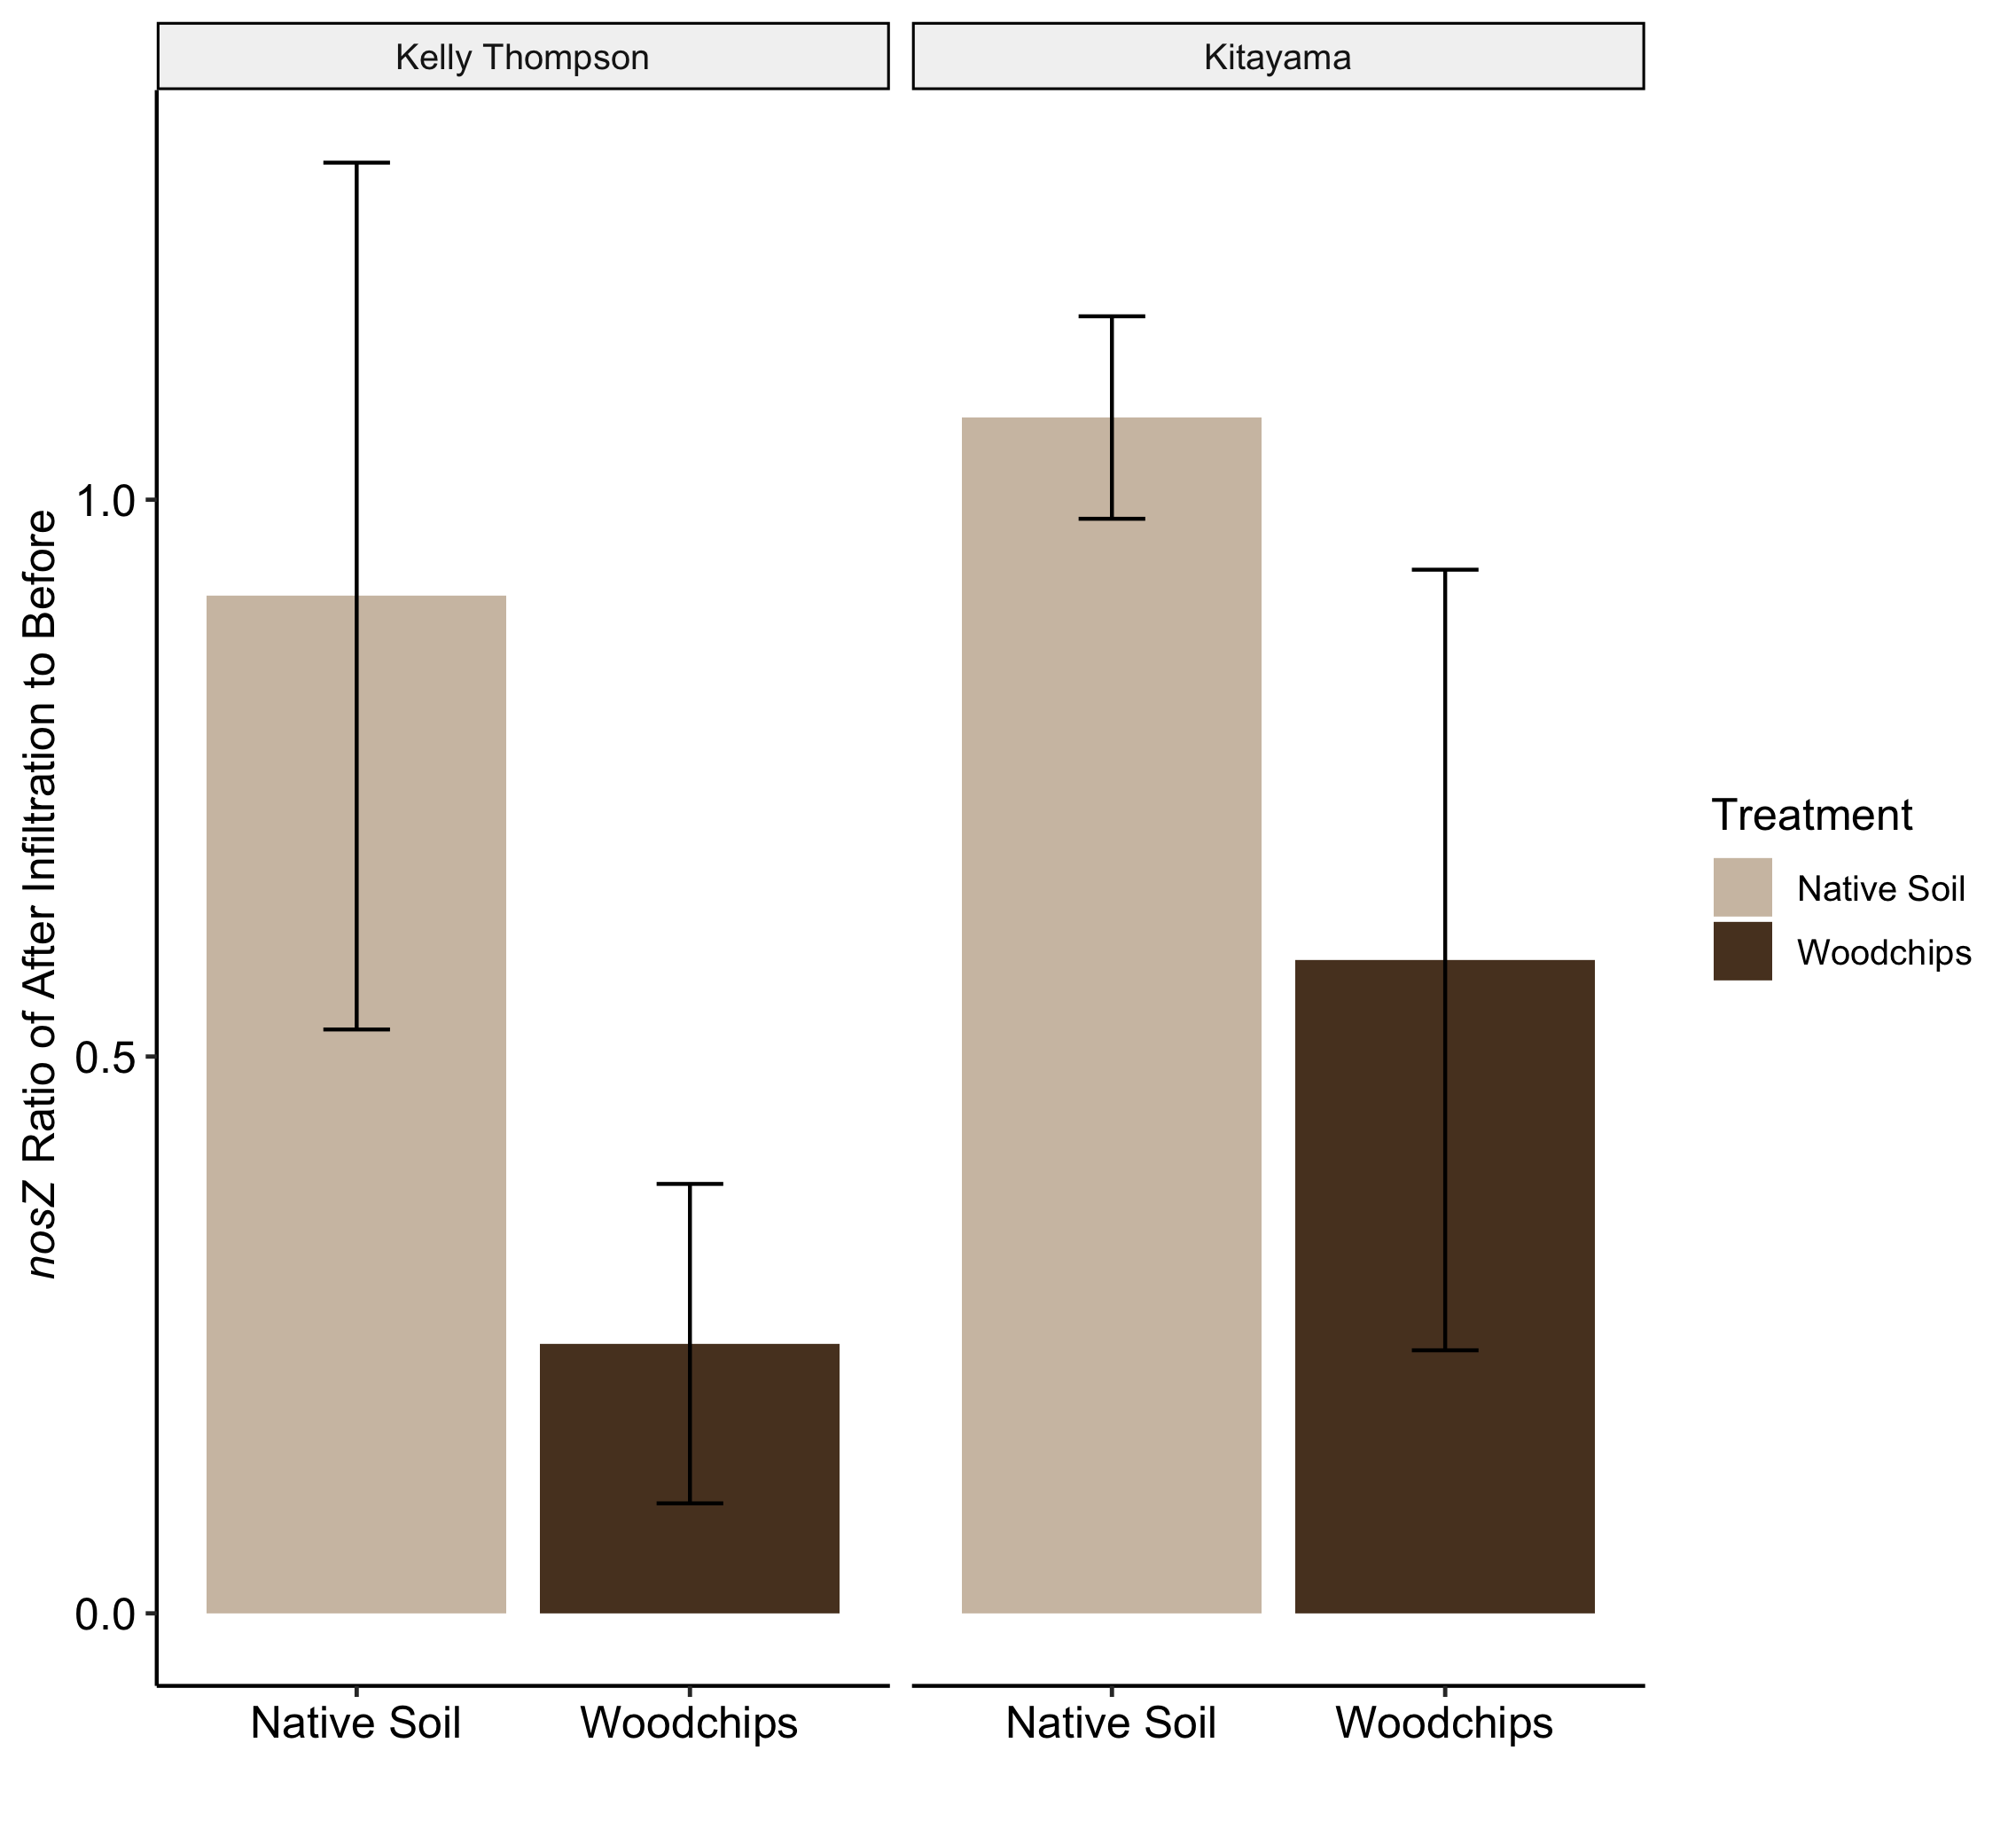 Kelly Thompson
Kitayama
nosZ Ratio of After Infiltration to Before
1.0
0.5
0.0
Native Soil
Woodchips
Native Soil
Woodchips
Treatment
Native Soil
Woodchips